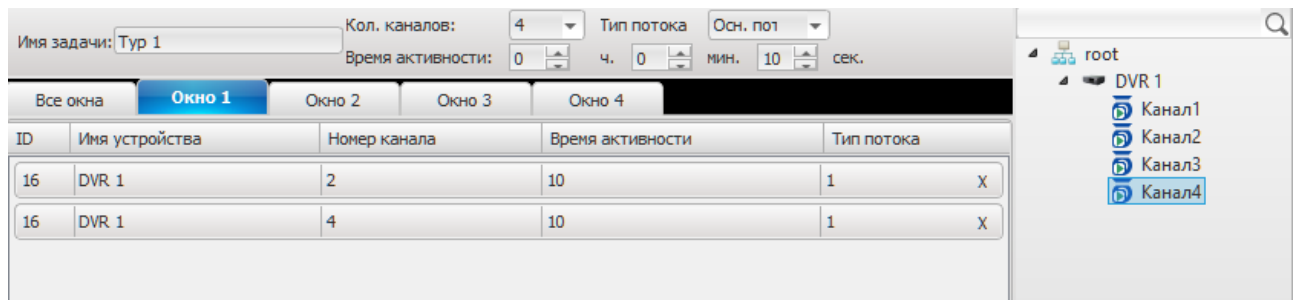 Имя задачи: Тур 1
Кол. каналов: 4 Тип потока Осн. пот
Время активности: 0 ч. 0 мин. 10 сек.
Все окна Окно 1 Окно 2 Окно 3 Окно 4
ID Имя устройства Номер канала Время активности Тип потока
16 DVR 1 2 10 1 X
16 DVR 1 4 10 1 X
root
DVR 1
Канал1
Канал2
Канал3
Канал4